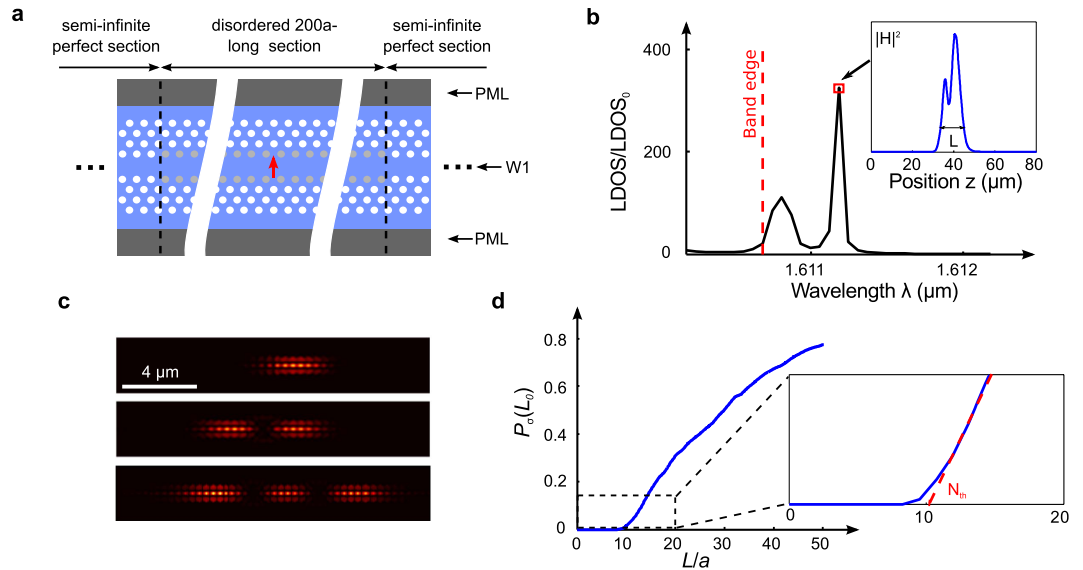 a
semi-infinite
perfect section
disordered 200a-
long section
semi-infinite
perfect section
PML
W1
PML
b
LDOS/LDOS₀
400
200
0
Band edge
1.611
1.612
Wavelength λ (μm)
|H|²
L
0
40
80
Position z (μm)
c
4 μm
d
Pσ(L₀)
0.8
0.6
0.4
0.2
0
0
10
20
30
40
50
L/a
Nth
0
10
20